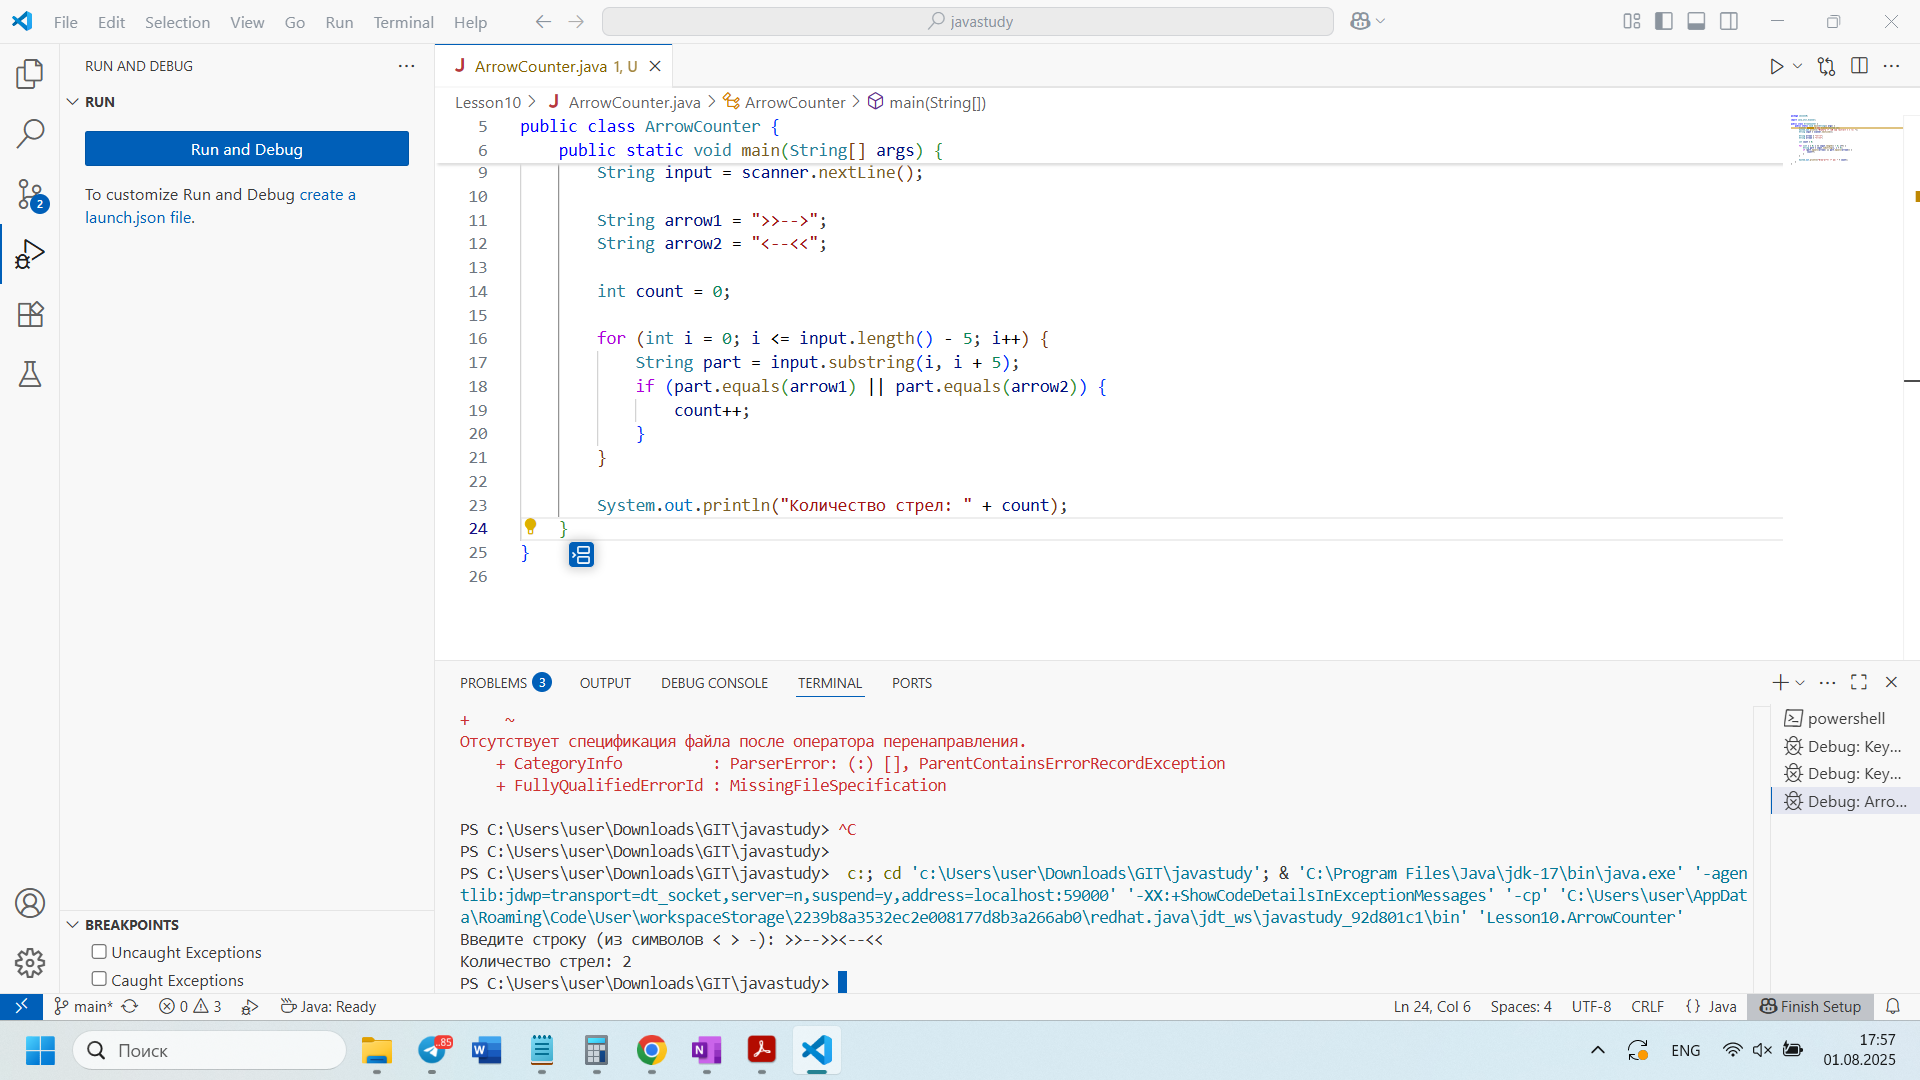 File Edit Selection View Go Run Terminal Help
javastudy
RUN AND DEBUG
RUN
Run and Debug
To customize Run and Debug create a
launch.json file.
2
ArrowCounter.java 1, U
Lesson10 > ArrowCounter.java > ArrowCounter > main(String[])
5 public class ArrowCounter {
6 public static void main(String[] args) {
9 String input = scanner.nextLine();
10
11 String arrow1 = ">>-->";
12 String arrow2 = "<--<<";
13
14 int count = 0;
15
16 for (int i = 0; i <= input.length() - 5; i++) {
17 String part = input.substring(i, i + 5);
18 if (part.equals(arrow1) || part.equals(arrow2)) {
19 count++;
20 }
21 }
22
23 System.out.println("Количество стрел: " + count);
24 }
25 }
26
PROBLEMS 3 OUTPUT DEBUG CONSOLE TERMINAL PORTS
+ ~
Отсутствует спецификация файла после оператора перенаправления.
+ CategoryInfo : ParserError: (:) [], ParentContainsErrorRecordException
+ FullyQualifiedErrorId : MissingFileSpecification
PS C:\Users\user\Downloads\GIT\javastudy> ^C
PS C:\Users\user\Downloads\GIT\javastudy>
PS C:\Users\user\Downloads\GIT\javastudy> c:; cd 'c:\Users\user\Downloads\GIT\javastudy'; & 'C:\Program Files\Java\jdk-17\bin\java.exe' '-agen
tlib:jdwp=transport=dt_socket,server=n,suspend=y,address=localhost:59000' '-XX:+ShowCodeDetailsInExceptionMessages' '-cp' 'C:\Users\user\AppDat
a\Roaming\Code\User\workspaceStorage\2239b8a3532ec2e008177d8b3a266ab0\redhat.java\jdt_ws\javastudy_92d801c1\bin' 'Lesson10.ArrowCounter'
Введите строку (из символов < > -): >>-->><--<<
Количество стрел: 2
PS C:\Users\user\Downloads\GIT\javastudy>
powershell
Debug: Key...
Debug: Key...
Debug: Arro...
BREAKPOINTS
Uncaught Exceptions
Caught Exceptions
main* 0 3 Java: Ready
Ln 24, Col 6 Spaces: 4 UTF-8 CRLF {} Java Finish Setup
Поиск
..85
ENG
17:57
01.08.2025